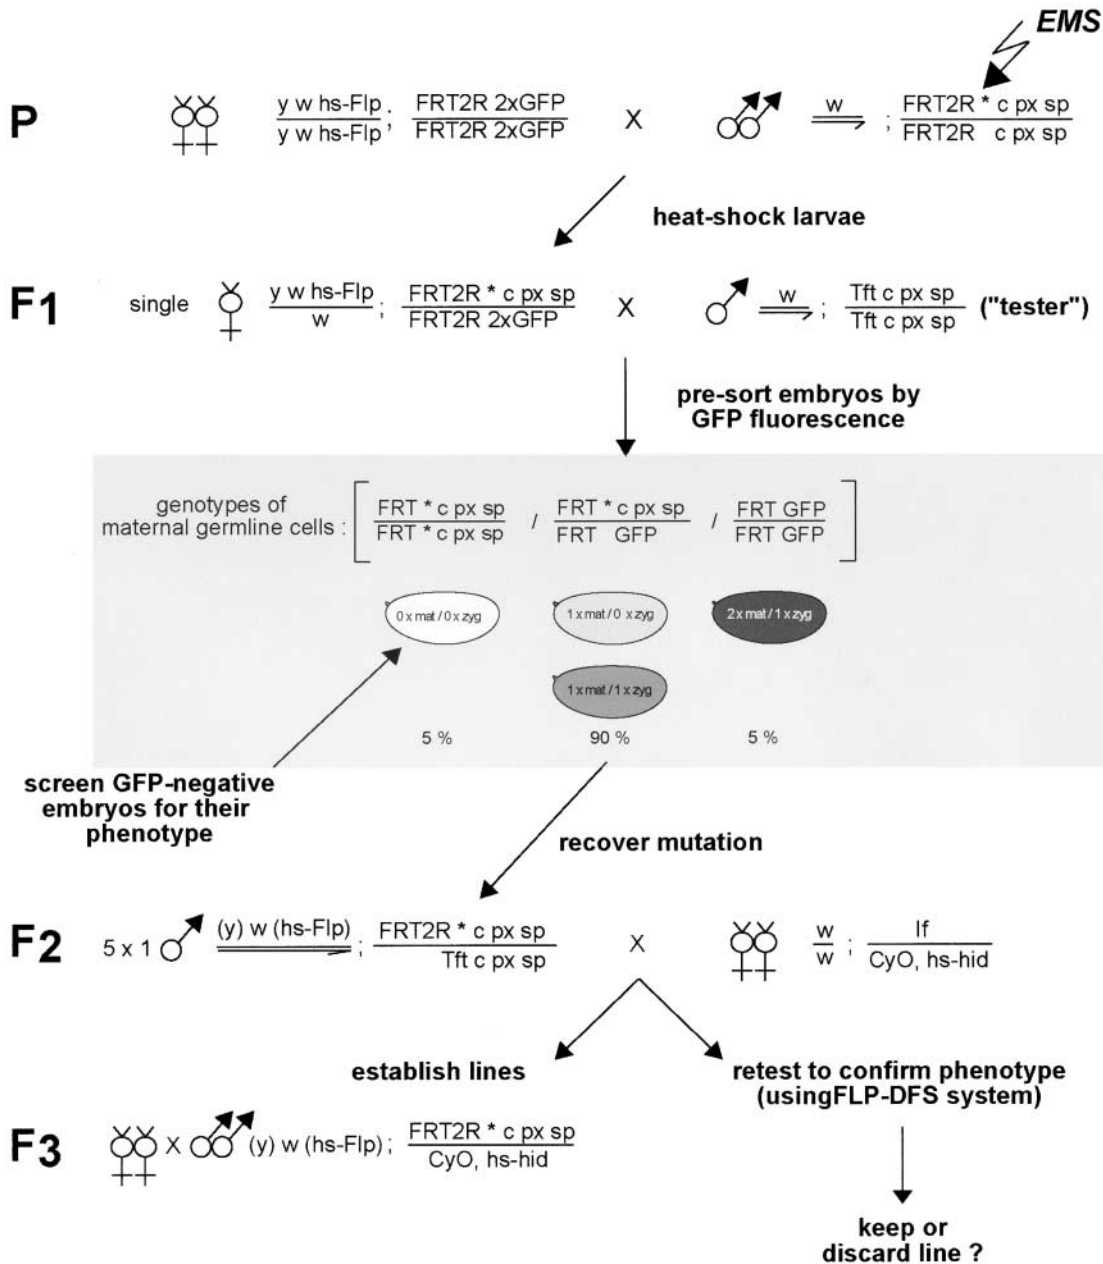 EMS
P
y w hs-Flp
y w hs-Flp
;
FRT2R 2xGFP
FRT2R 2xGFP
X
w
;
FRT2R * c px sp
FRT2R c px sp
heat-shock larvae
F1
single
y w hs-Flp
w
;
FRT2R * c px sp
FRT2R 2xGFP
X
w
;
Tft c px sp
Tft c px sp
("tester")
pre-sort embryos by
GFP fluorescence
genotypes of
maternal germline cells :
FRT * c px sp
FRT * c px sp
/
FRT * c px sp
FRT GFP
/
FRT GFP
FRT GFP
0 x mat / 0 x zyg
1 x mat / 0 x zyg
2 x mat / 1 x zyg
1 x mat / 1 x zyg
5 %
90 %
5 %
screen GFP-negative
embryos for their
phenotype
recover mutation
F2
5 x 1
(y) w (hs-Flp)
;
FRT2R * c px sp
Tft c px sp
X
w
w
;
If
CyO, hs-hid
establish lines
retest to confirm phenotype
(usingFLP-DFS system)
F3
X
(y) w (hs-Flp) ;
FRT2R * c px sp
CyO, hs-hid
keep or
discard line ?